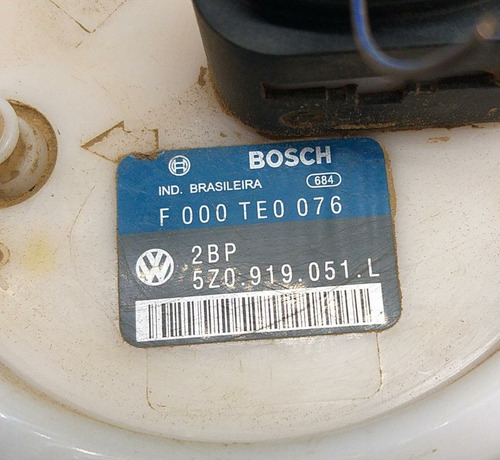 BOSCH
IND. BRASILEIRA 684
F 000 TE0 076
2BP
5Z0.919.051.L